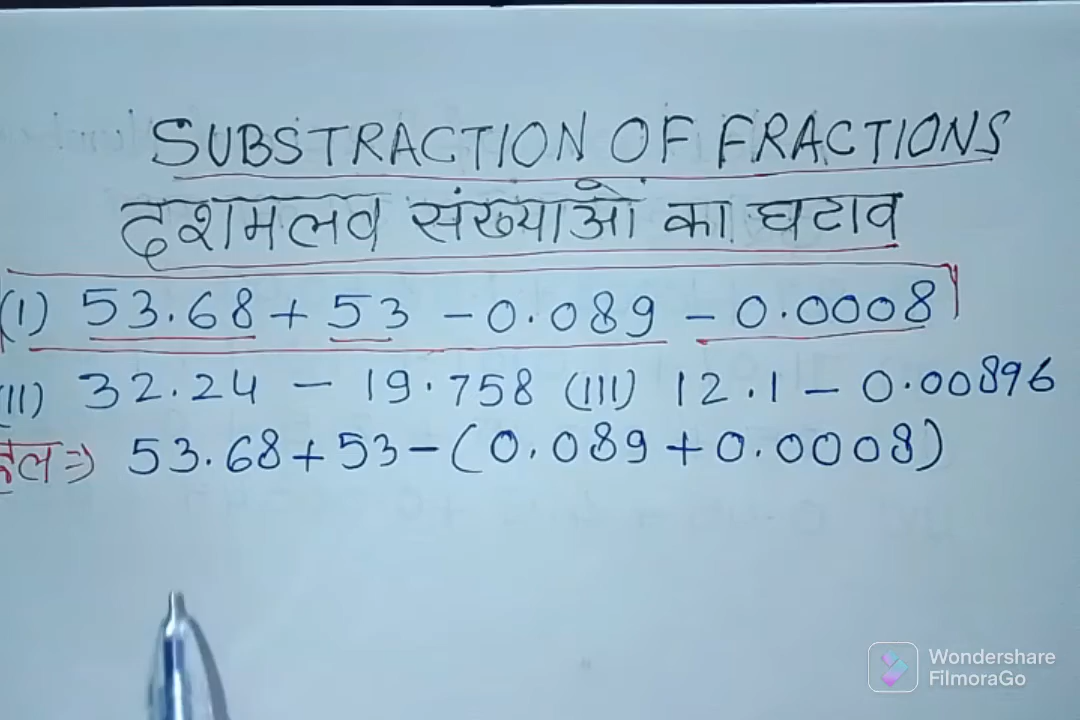 SUBSTRACTION OF FRACTIONS
दशमलव संख्याओं का घटाव
(I) 53.68 + 53 - 0.089 - 0.0008
(II) 32.24 - 19.758 (III) 12.1 - 0.00896
हल=> 53.68 + 53 - (0.089 + 0.0008)
Wondershare
FilmoraGo